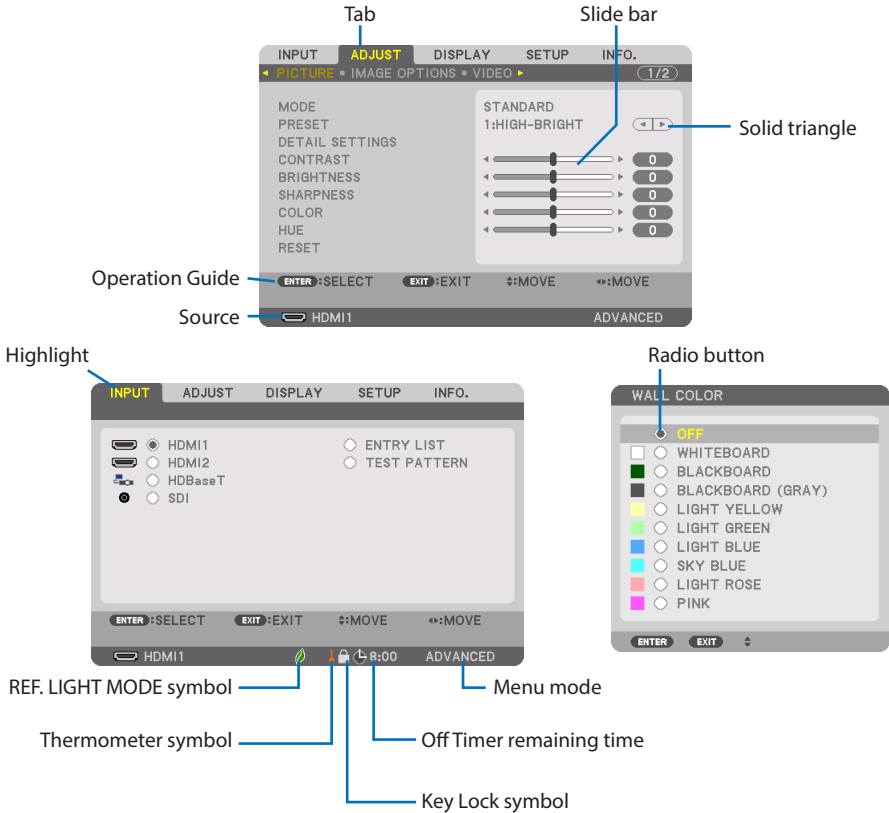 Tab
Slide bar
INPUT ADJUST DISPLAY SETUP INFO.
PICTURE • IMAGE OPTIONS • VIDEO 1/2
MODE STANDARD
PRESET 1:HIGH-BRIGHT
Solid triangle
DETAIL SETTINGS
CONTRAST 0
BRIGHTNESS 0
SHARPNESS 0
COLOR 0
HUE 0
RESET
Operation Guide
ENTER:SELECT EXIT:EXIT :MOVE :MOVE
Source
HDMI1 ADVANCED
Highlight
INPUT ADJUST DISPLAY SETUP INFO.
HDMI1 ENTRY LIST
HDMI2 TEST PATTERN
HDBaseT
SDI
ENTER:SELECT EXIT:EXIT :MOVE :MOVE
HDMI1 8:00 ADVANCED
REF. LIGHT MODE symbol
Menu mode
Thermometer symbol
Off Timer remaining time
Key Lock symbol
Radio button
WALL COLOR
OFF
WHITEBOARD
BLACKBOARD
BLACKBOARD (GRAY)
LIGHT YELLOW
LIGHT GREEN
LIGHT BLUE
SKY BLUE
LIGHT ROSE
PINK
ENTER EXIT